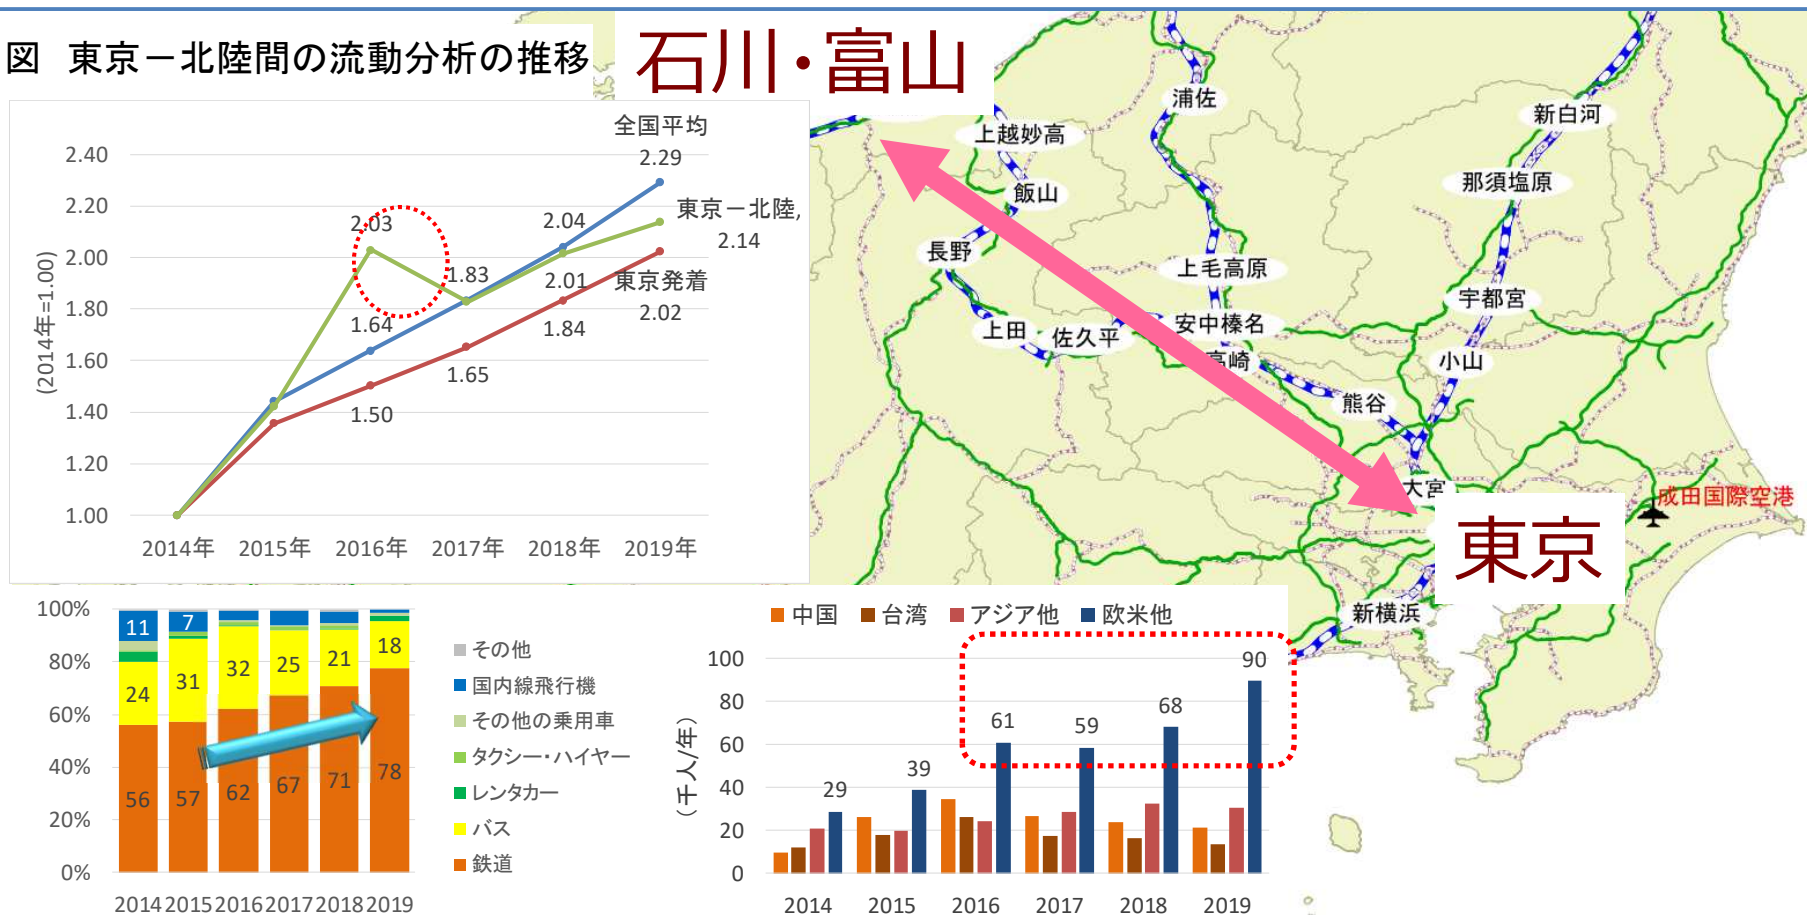 図 東京－北陸間の流動分析の推移
石川・富山
全国平均
2.29
東京－北陸,
2.14
東京発着
2.02
2.03
1.83
2.04
2.01
1.64
1.84
1.65
1.50
(2014年=1.00)
2.40
2.20
2.00
1.80
1.60
1.40
1.20
1.00
2014年 2015年 2016年 2017年 2018年 2019年
浦佐
新白河
上越妙高
飯山
那須塩原
長野
上毛高原
宇都宮
上田
佐久平
安中榛名
高崎
小山
熊谷
大宮
成田国際空港
東京
新横浜
100%
80%
60%
40%
20%
0%
11 7
24 31 32 25 21 18
56 57 62 67 71 78
2014 2015 2016 2017 2018 2019
その他
国内線飛行機
その他の乗用車
タクシー・ハイヤー
レンタカー
バス
鉄道
中国 台湾 アジア他 欧米他
（千人/年）
100
80
60
40
20
0
29 39 61 59 68 90
2014 2015 2016 2017 2018 2019